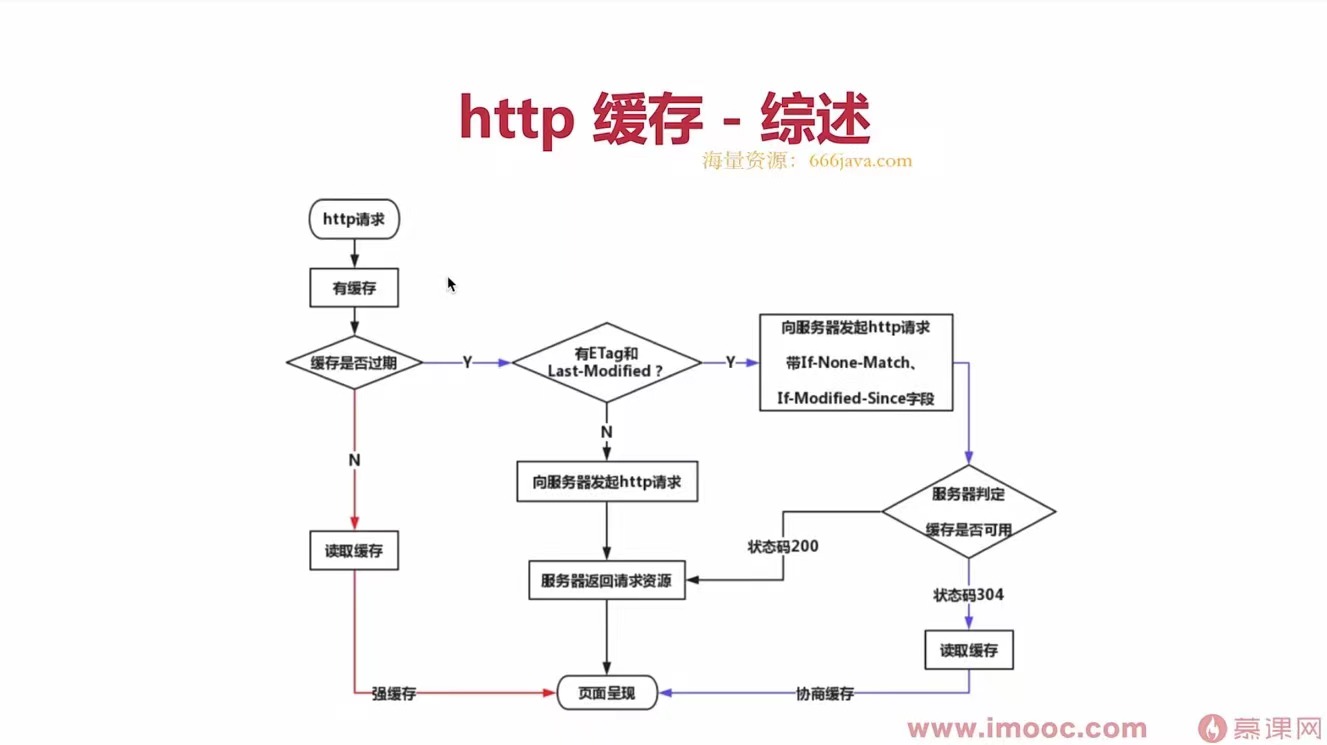 http 缓存 - 综述
海量资源：666java.com
http请求
有缓存
缓存是否过期
Y
有ETag和
Last-Modified？
Y
向服务器发起http请求
带If-None-Match、
If-Modified-Since字段
N
N
向服务器发起http请求
服务器判定
缓存是否可用
状态码200
读取缓存
服务器返回请求资源
状态码304
读取缓存
强缓存
页面呈现
协商缓存
www.imooc.com
慕课网